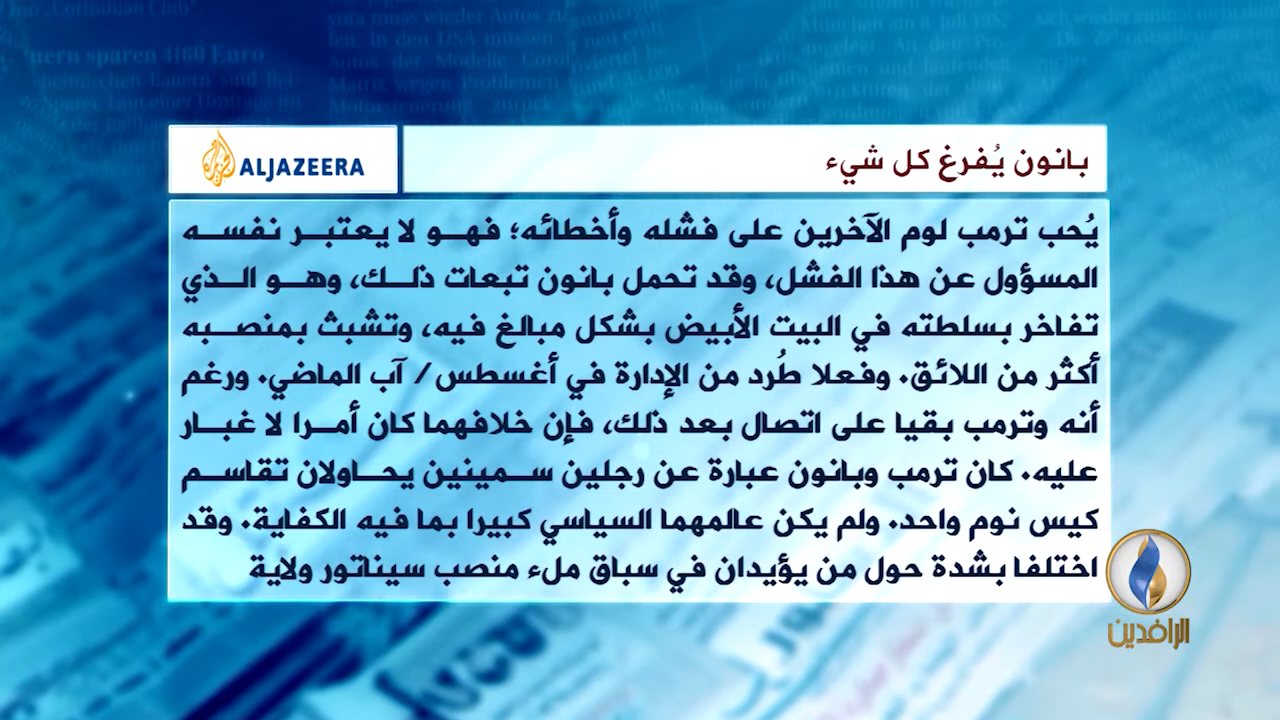 بانون يُفرغ كل شيء
ALJAZEERA
يُحب ترمب لوم الآخرين على فشله وأخطائه؛ فهو لا يعتبر نفسه
المسؤول عن هذا الفشل، وقد تحمل بانون تبعات ذلك، وهو الذي
تفاخر بسلطته في البيت الأبيض بشكل مبالغ فيه، وتشبث بمنصبه
أكثر من اللائق. وفعلا طُرد من الإدارة في أغسطس/ آب الماضي. ورغم
أنه وترمب بقيا على اتصال بعد ذلك، فإن خلافهما كان أمرا لا غبار
عليه. كان ترمب وبانون عبارة عن رجلين سمينين يحاولان تقاسم
كيس نوم واحد. ولم يكن عالمهما السياسي كبيرا بما فيه الكفاية. وقد
اختلفا بشدة حول من يؤيدان في سباق ملء منصب سيناتور ولاية
الرافدين